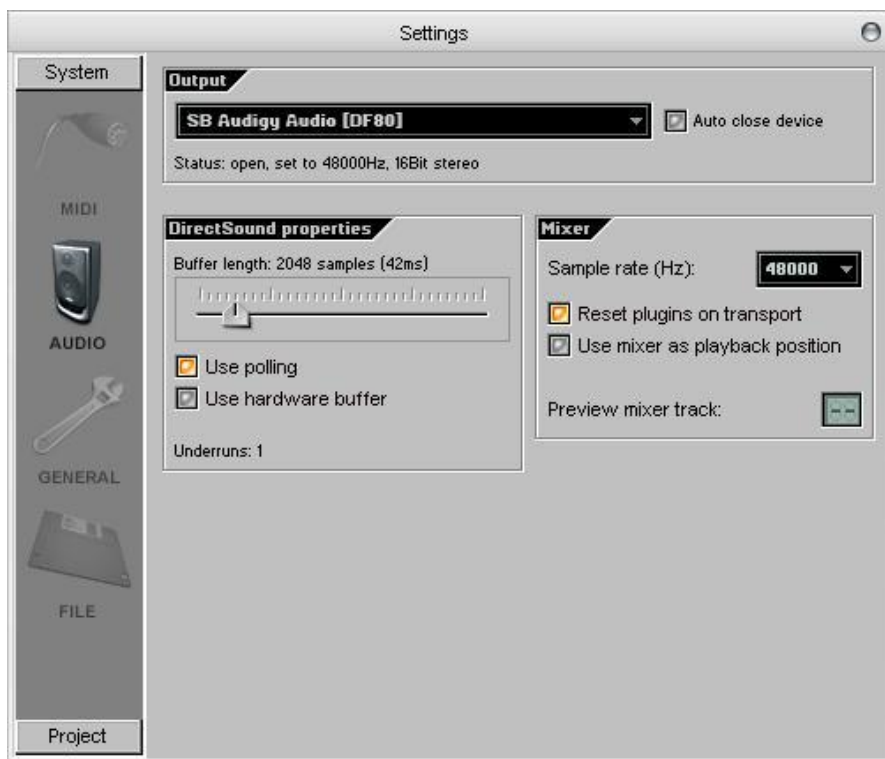 Settings
System
MIDI
AUDIO
GENERAL
FILE
Project
Output
SB Audigy Audio [DF80]
Auto close device
Status: open, set to 48000Hz, 16Bit stereo
DirectSound properties
Buffer length: 2048 samples (42ms)
Use polling
Use hardware buffer
Underruns: 1
Mixer
Sample rate (Hz): 48000
Reset plugins on transport
Use mixer as playback position
Preview mixer track: --